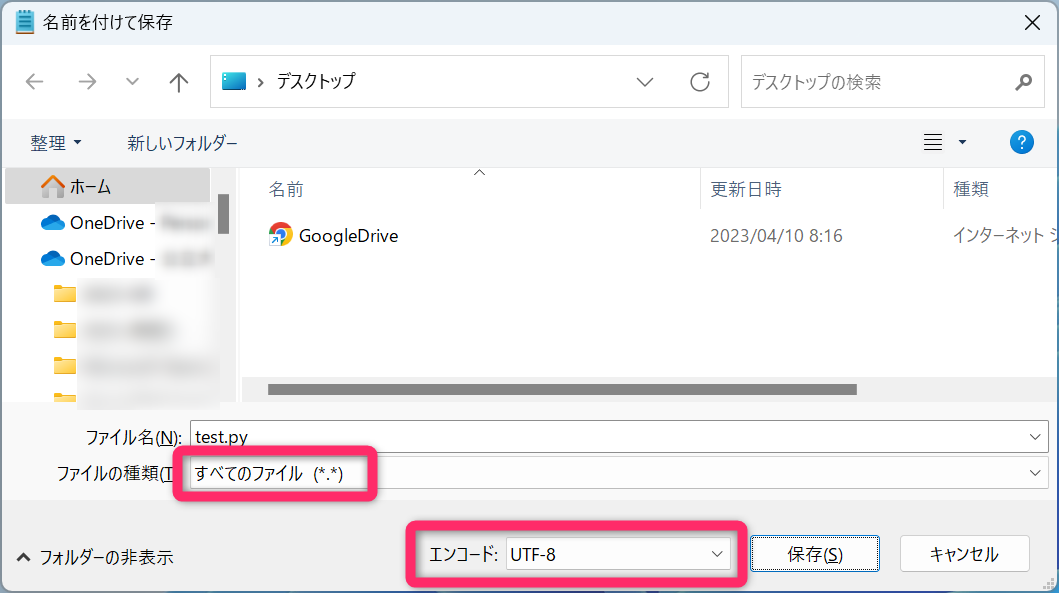 名前を付けて保存
デスクトップ
デスクトップの検索
整理
新しいフォルダー
ホーム
名前
更新日時
種類
OneDrive -
GoogleDrive
2023/04/10 8:16
インターネット シ
OneDrive -
ファイル名(N):
test.py
ファイルの種類(T
すべてのファイル (*.*)
フォルダーの非表示
エンコード:
UTF-8
保存(S)
キャンセル